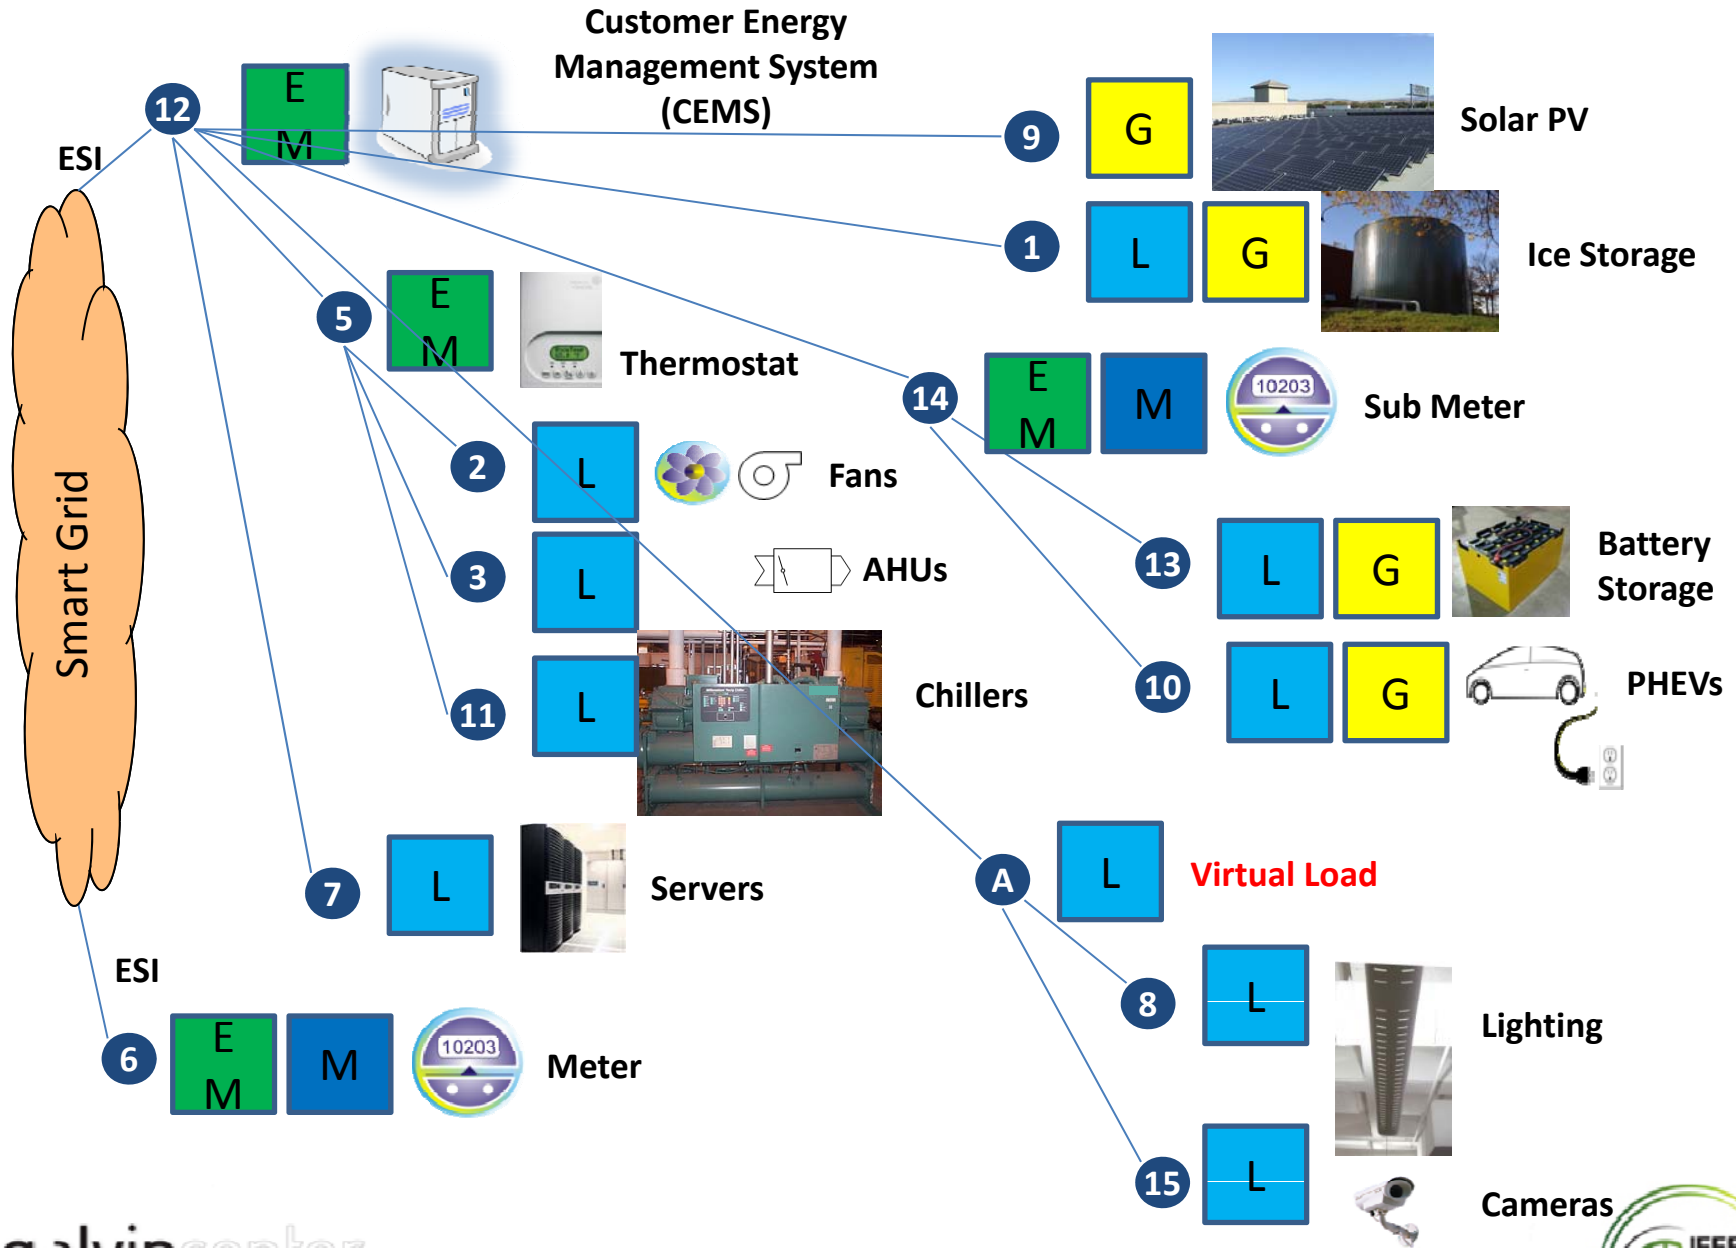 Customer Energy
Management System
(CEMS)
12
E
M
ESI
9
G
Solar PV
1
L
G
Ice Storage
5
E
M
Thermostat
14
E
M
M
10203
Sub Meter
2
L
Fans
3
L
AHUs
13
L
G
Battery
Storage
11
L
Chillers
10
L
G
PHEVs
Smart Grid
7
L
Servers
A
L
Virtual Load
ESI
8
L
Lighting
6
E
M
M
10203
Meter
15
L
Cameras
galvincenter
IEEE